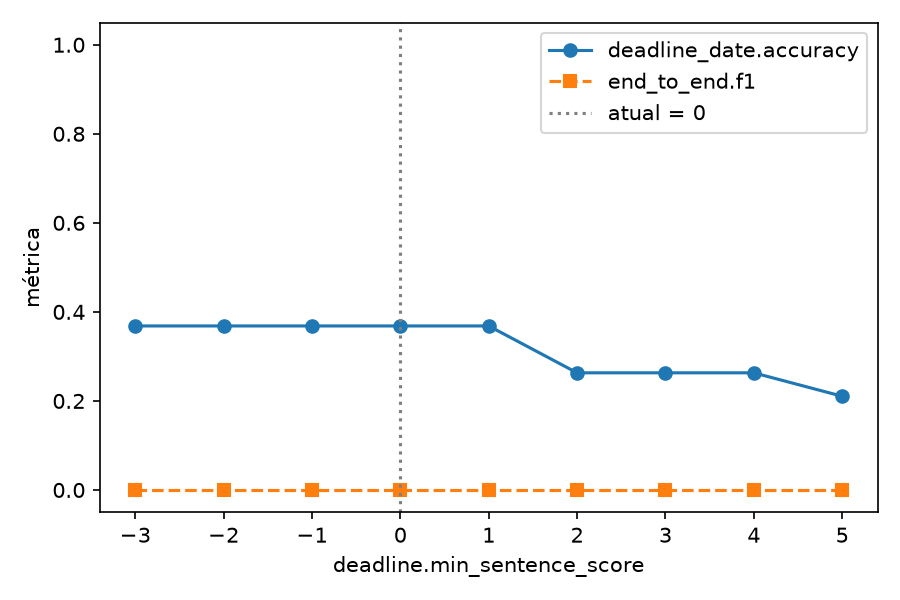 1.0
0.8
0.6
0.4
0.2
0.0
métrica
deadline_date.accuracy
end_to_end.f1
atual = 0
−3 −2 −1 0 1 2 3 4 5
deadline.min_sentence_score